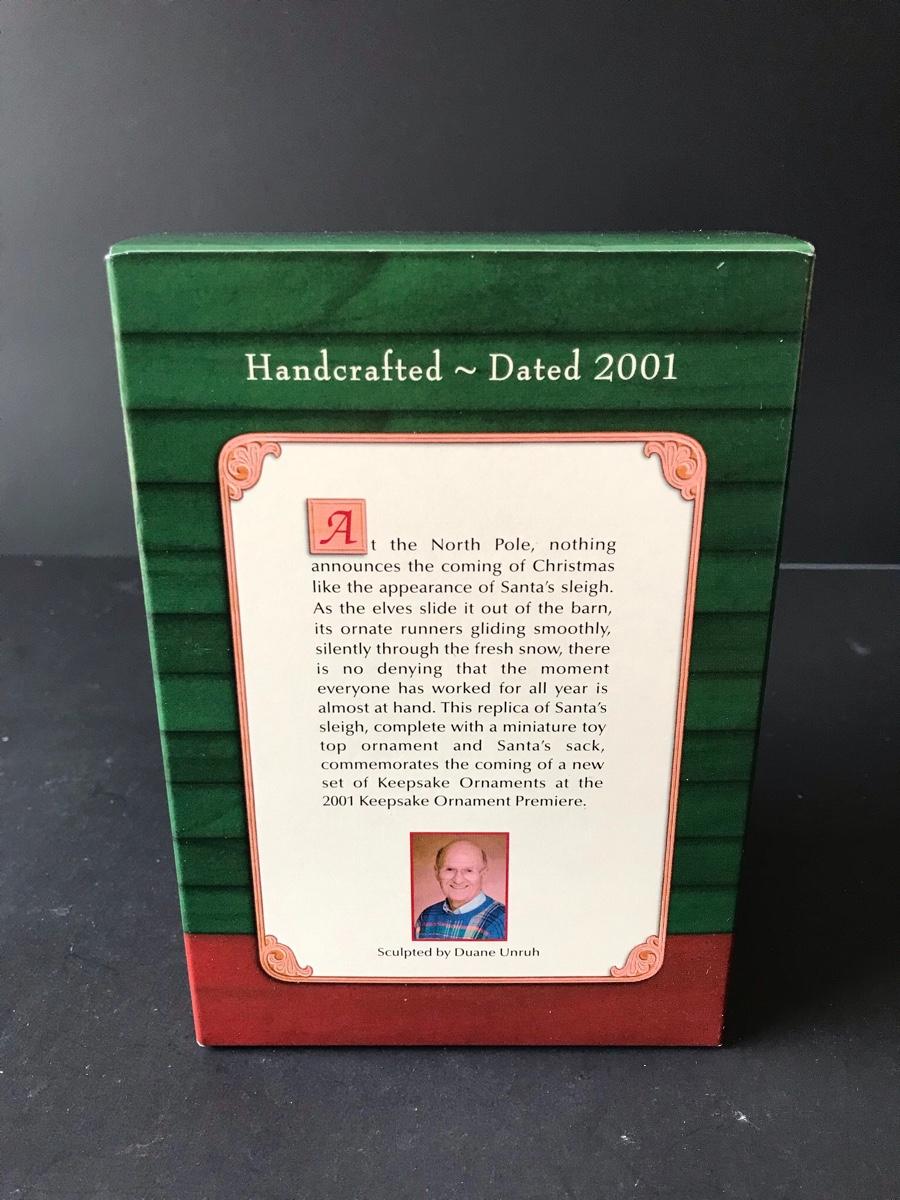 Handcrafted ~ Dated 2001
At the North Pole, nothing
announces the coming of Christmas
like the appearance of Santa's sleigh.
As the elves slide it out of the barn,
its ornate runners gliding smoothly,
silently through the fresh snow, there
is no denying that the moment
everyone has worked for all year is
almost at hand. This replica of Santa's
sleigh, complete with a miniature toy
top ornament and Santa's sack,
commemorates the coming of a new
set of Keepsake Ornaments at the
2001 Keepsake Ornament Premiere.
Sculpted by Duane Unruh